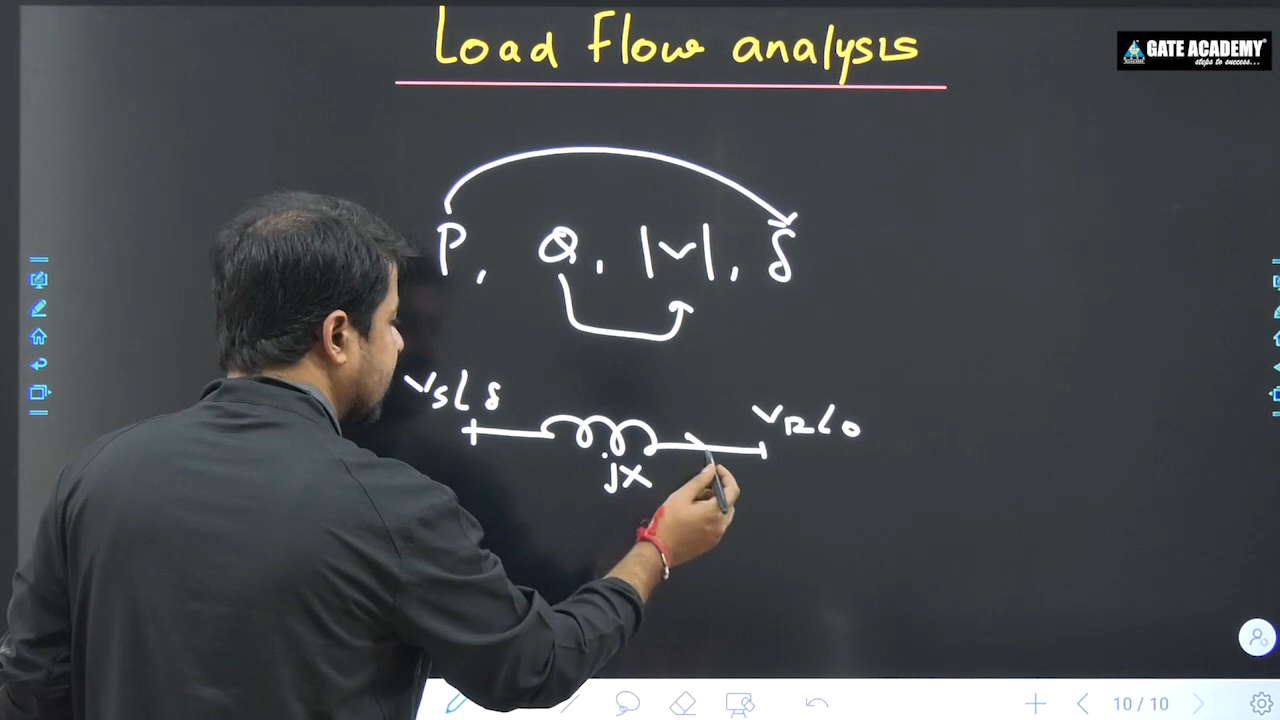 Load Flow analysis
GATE ACADEMY
steps to success...
P, Q, |V|, δ
VS∠δ
VR∠0
jx
10 / 10